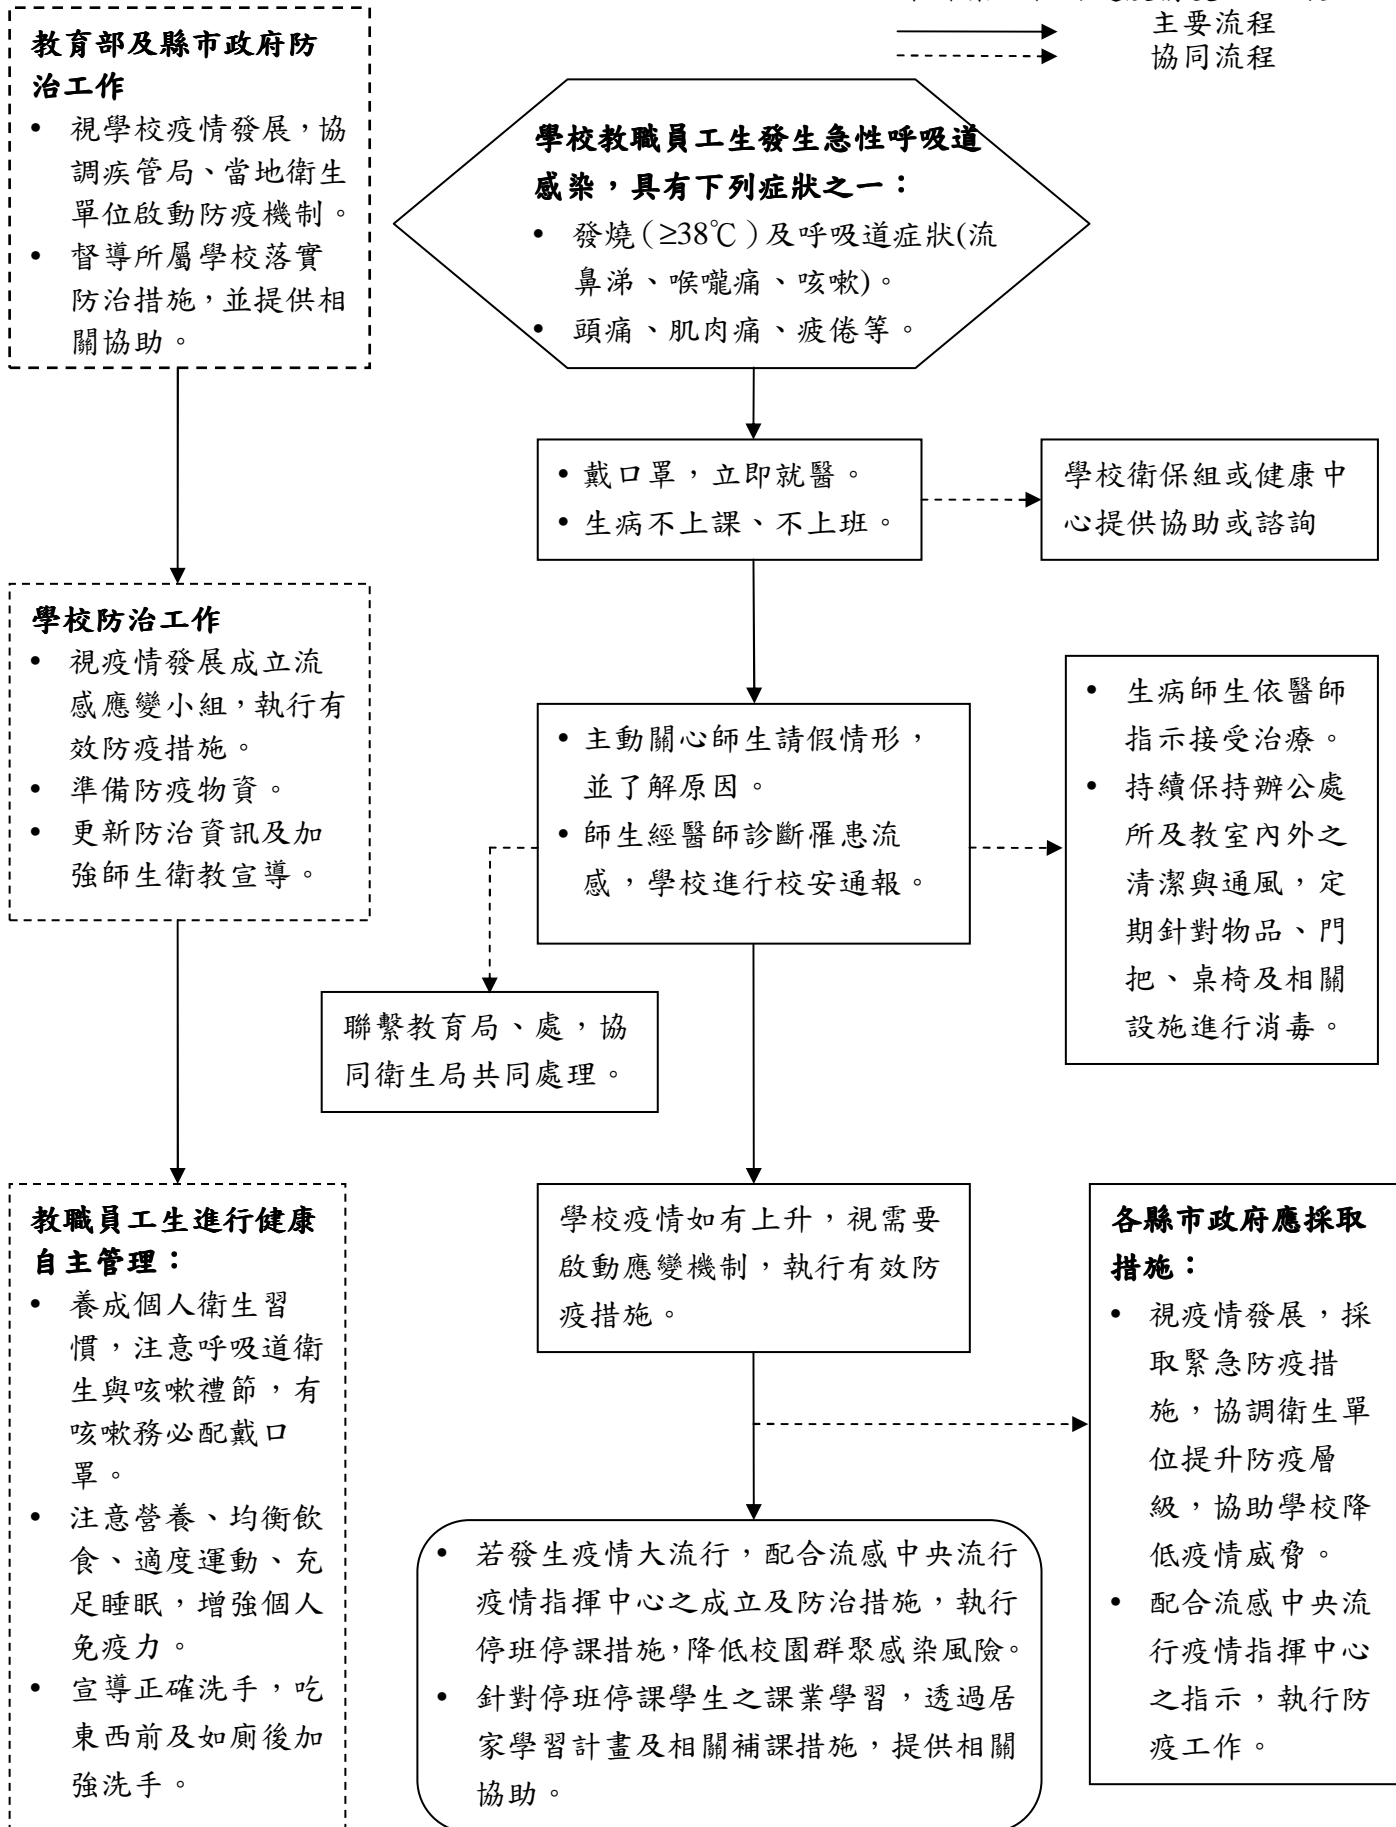 主要流程
協同流程
教育部及縣市政府防
治工作
• 視學校疫情發展，協
調疾管局、當地衛生
單位啟動防疫機制。
• 督導所屬學校落實
防治措施，並提供相
關協助。
學校教職員工生發生急性呼吸道
感染，具有下列症狀之一：
• 發燒（≥38℃）及呼吸道症狀(流
鼻涕、喉嚨痛、咳嗽)。
• 頭痛、肌肉痛、疲倦等。
• 戴口罩，立即就醫。
• 生病不上課、不上班。
學校衛保組或健康中
心提供協助或諮詢
學校防治工作
• 視疫情發展成立流
感應變小組，執行有
效防疫措施。
• 準備防疫物資。
• 更新防治資訊及加
強師生衛教宣導。
• 主動關心師生請假情形，
並了解原因。
• 師生經醫師診斷罹患流
感，學校進行校安通報。
• 生病師生依醫師
指示接受治療。
• 持續保持辦公處
所及教室內外之
清潔與通風，定
期針對物品、門
把、桌椅及相關
設施進行消毒。
聯繫教育局、處，協
同衛生局共同處理。
教職員工生進行健康
自主管理：
• 養成個人衛生習
慣，注意呼吸道衛
生與咳嗽禮節，有
咳嗽務必配戴口
罩。
• 注意營養、均衡飲
食、適度運動、充
足睡眠，增強個人
免疫力。
• 宣導正確洗手，吃
東西前及如廁後加
強洗手。
學校疫情如有上升，視需要
啟動應變機制，執行有效防
疫措施。
各縣市政府應採取
措施：
• 視疫情發展，採
取緊急防疫措
施，協調衛生單
位提升防疫層
級，協助學校降
低疫情威脅。
• 配合流感中央流
行疫情指揮中心
之指示，執行防
疫工作。
• 若發生疫情大流行，配合流感中央流行
疫情指揮中心之成立及防治措施，執行
停班停課措施，降低校園群聚感染風險。
• 針對停班停課學生之課業學習，透過居
家學習計畫及相關補課措施，提供相關
協助。